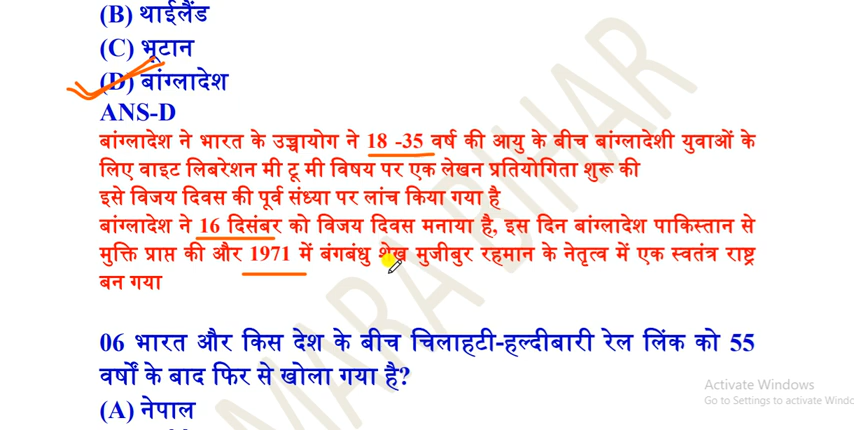 (B) थाईलैंड
(C) भूटान
(D) बांग्लादेश
ANS-D
बांग्लादेश ने भारत के उच्चायोग ने 18 -35 वर्ष की आयु के बीच बांग्लादेशी युवाओं के
लिए वाइट लिबरेशन मी टू मी विषय पर एक लेखन प्रतियोगिता शुरू की
इसे विजय दिवस की पूर्व संध्या पर लांच किया गया है
बांग्लादेश ने 16 दिसंबर को विजय दिवस मनाया है, इस दिन बांग्लादेश पाकिस्तान से
मुक्ति प्राप्त की और 1971 में बंगबंधु शेख मुजीबुर रहमान के नेतृत्व में एक स्वतंत्र राष्ट्र
बन गया
06 भारत और किस देश के बीच चिलाहटी-हल्दीबारी रेल लिंक को 55
वर्षों के बाद फिर से खोला गया है?
(A) नेपाल
MARA BIHAR
Activate Windows
Go to Settings to activate Windo